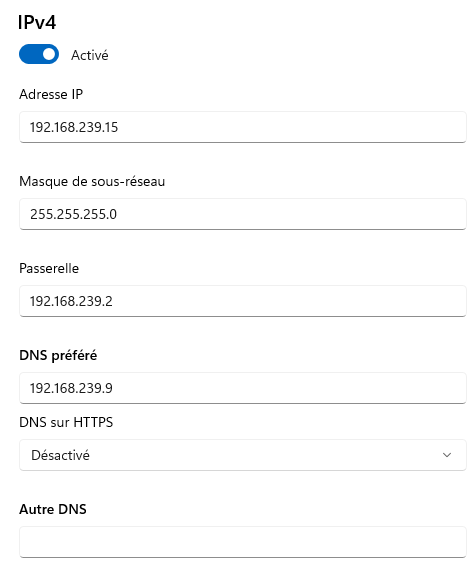 IPv4
Activé
Adresse IP
192.168.239.15
Masque de sous-réseau
255.255.255.0
Passerelle
192.168.239.2
DNS préféré
192.168.239.9
DNS sur HTTPS
Désactivé
Autre DNS